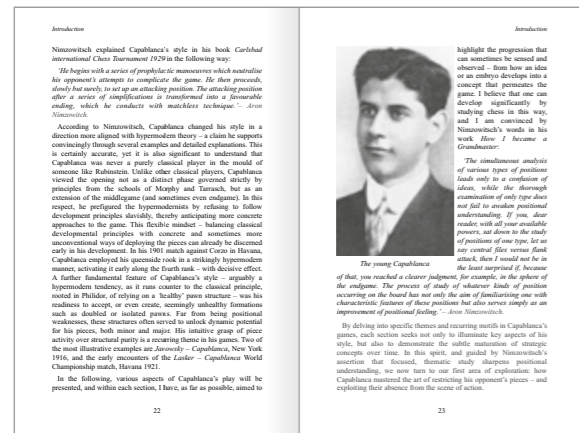 Introduction
Nimzowitsch explained Capablanca's style in his book Carlsbad
international Chess Tournament 1929 in the following way:
'He begins with a series of prophylactic manoeuvres which neutralise
his opponent's attempts to complicate the game. He then proceeds,
slowly but surely, to set up an attacking position. The attacking position
after a series of simplifications is transformed into a favourable
ending, which he conducts with matchless technique.' – Aron
Nimzowitsch.
According to Nimzowitsch, Capablanca changed his style in a
direction more aligned with hypermodern theory – a claim he supports
convincingly through several examples and detailed explanations. This
is certainly accurate, yet it is also significant to understand that
Capablanca was never a purely classical player in the mould of
someone like Rubinstein. Unlike other classical players, Capablanca
viewed the opening not as a distinct phase governed strictly by
principles from the schools of Morphy and Tarrasch, but as an
extension of the middlegame (and sometimes even endgame). In this
respect, he prefigured the hypermodernists by refusing to follow
development principles slavishly, thereby anticipating more concrete
approaches to the game. This flexible mindset – balancing classical
developmental principles with concrete and sometimes more
unconventional ways of deploying the pieces can already be discerned
early in his development. In his 1901 match against Corzo in Havana,
Capablanca employed his queenside rook in a strikingly hypermodern
manner, activating it early along the fourth rank – with decisive effect.
A further fundamental feature of Capablanca's style – arguably a
hypermodern tendency, as it runs counter to the classical principle,
rooted in Philidor, of relying on a 'healthy' pawn structure – was his
readiness to accept, or even create, seemingly unhealthy formations
such as doubled or isolated pawns. Far from being positional
weaknesses, these structures often served to unlock dynamic potential
for his pieces, both minor and major. His intuitive grasp of piece
activity over structural purity is a recurring theme in his games. Two of
the most illustrative examples are Janowsky – Capablanca, New York
1916, and the early encounters of the Lasker – Capablanca World
Championship match, Havana 1921.
In the following, various aspects of Capablanca's play will be
presented, and within each section, I have, as far as possible, aimed to
22
Introduction
highlight the progression that
can sometimes be sensed and
observed – from how an idea
or an embryo develops into a
concept that permeates the
game. I believe that one can
develop significantly by
studying chess in this way,
and I am convinced by
Nimzowitsch's words in his
work How I became a
Grandmaster:
'The simultaneous analysis
of various types of positions
leads only to a confusion of
ideas, while the thorough
examination of only type does
not fail to awaken positional
understanding. If you, dear
reader, with all your available
powers, sat down to the study
of positions of one type, let us
say central files versus flank
attack, then I would not be in
the least surprised if, because
The young Capablanca
of that, you reached a clearer judgment, for example, in the sphere of
the endgame. The process of study of whatever kinds of position
occurring on the board has not only the aim of familiarising one with
characteristic features of these positions but also serves simply as an
improvement of positional feeling.' – Aron Nimzowitsch.
By delving into specific themes and recurring motifs in Capablanca's
games, each section seeks not only to illuminate key aspects of his
style, but also to demonstrate the subtle maturation of strategic
concepts over time. In this spirit, and guided by Nimzowitsch's
assertion that focused, thematic study sharpens positional
understanding, we now turn to our first area of exploration: how
Capablanca mastered the art of restricting his opponent's pieces – and
exploiting their absence from the scene of action.
23